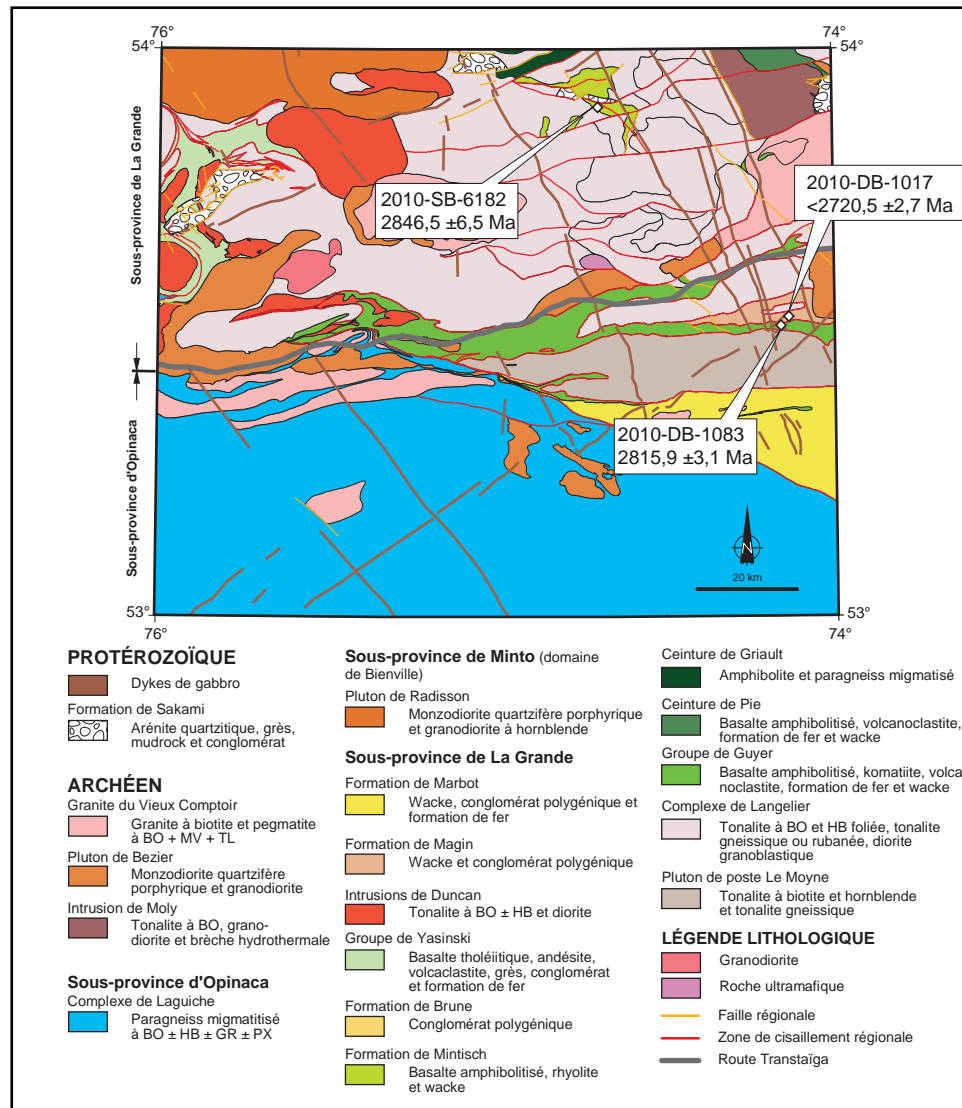 76°
74°
54°
54°
Sous-province de La Grande
Sous-province d'Opinaca
2010-SB-6182
2846,5 ±6,5 Ma
2010-DB-1017
<2720,5 ±2,7 Ma
2010-DB-1083
2815,9 ±3,1 Ma
N
20 km
53°
53°
76°
74°
PROTÉROZOÏQUE
Dykes de gabbro
Formation de Sakami
Arénite quartzitique, grès,
mudrock et conglomérat
ARCHÉEN
Granite du Vieux Comptoir
Granite à biotite et pegmatite
à BO + MV + TL
Pluton de Bezier
Monzodiorite quartzifère
porphyrique et granodiorite
Intrusion de Moly
Tonalite à BO, grano-
diorite et brèche hydrothermale
Sous-province d'Opinaca
Complexe de Laguiche
Paragneiss migmatitisé
à BO ± HB ± GR ± PX
Sous-province de Minto (domaine
de Bienville)
Pluton de Radisson
Monzodiorite quartzifère porphyrique
et granodiorite à hornblende
Sous-province de La Grande
Formation de Marbot
Wacke, conglomérat polygénique et
formation de fer
Formation de Magin
Wacke et conglomérat polygénique
Intrusions de Duncan
Tonalite à BO ± HB et diorite
Groupe de Yasinski
Basalte tholéiitique, andésite,
volcaclastite, grès, conglomérat
et formation de fer
Formation de Brune
Conglomérat polygénique
Formation de Mintisch
Basalte amphibolitisé, rhyolite
et wacke
Ceinture de Griault
Amphibolite et paragneiss migmatisé
Ceinture de Pie
Basalte amphibolitisé, volcanoclastite,
formation de fer et wacke
Groupe de Guyer
Basalte amphibolitisé, komatiite, volca
noclastite, formation de fer et wacke
Complexe de Langelier
Tonalite à BO et HB foliée, tonalite
gneissique ou rubanée, diorite
granoblastique
Pluton de poste Le Moyne
Tonalite à biotite et hornblende
et tonalite gneissique
LÉGENDE LITHOLOGIQUE
Granodiorite
Roche ultramafique
Faille régionale
Zone de cisaillement régionale
Route Transtaïga